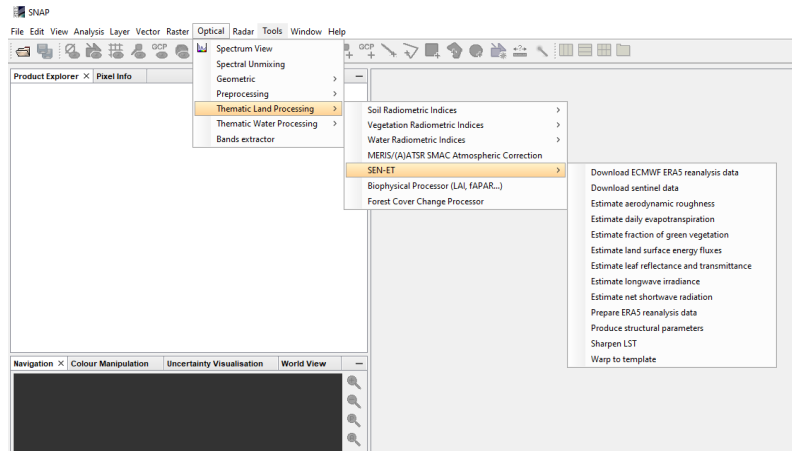 SNAP
File Edit View Analysis Layer Vector Raster Optical Radar Tools Window Help
GCP
GCP
Product Explorer × Pixel Info
Spectrum View
Spectral Unmixing
Geometric
Preprocessing
Thematic Land Processing
Thematic Water Processing
Bands extractor
Soil Radiometric Indices
Vegetation Radiometric Indices
Water Radiometric Indices
MERIS/(A)ATSR SMAC Atmospheric Correction
SEN-ET
Biophysical Processor (LAI, fAPAR...)
Forest Cover Change Processor
Download ECMWF ERA5 reanalysis data
Download sentinel data
Estimate aerodynamic roughness
Estimate daily evapotranspiration
Estimate fraction of green vegetation
Estimate land surface energy fluxes
Estimate leaf reflectance and transmittance
Estimate longwave irradiance
Estimate net shortwave radiation
Prepare ERA5 reanalysis data
Produce structural parameters
Sharpen LST
Warp to template
Navigation × Colour Manipulation Uncertainty Visualisation World View